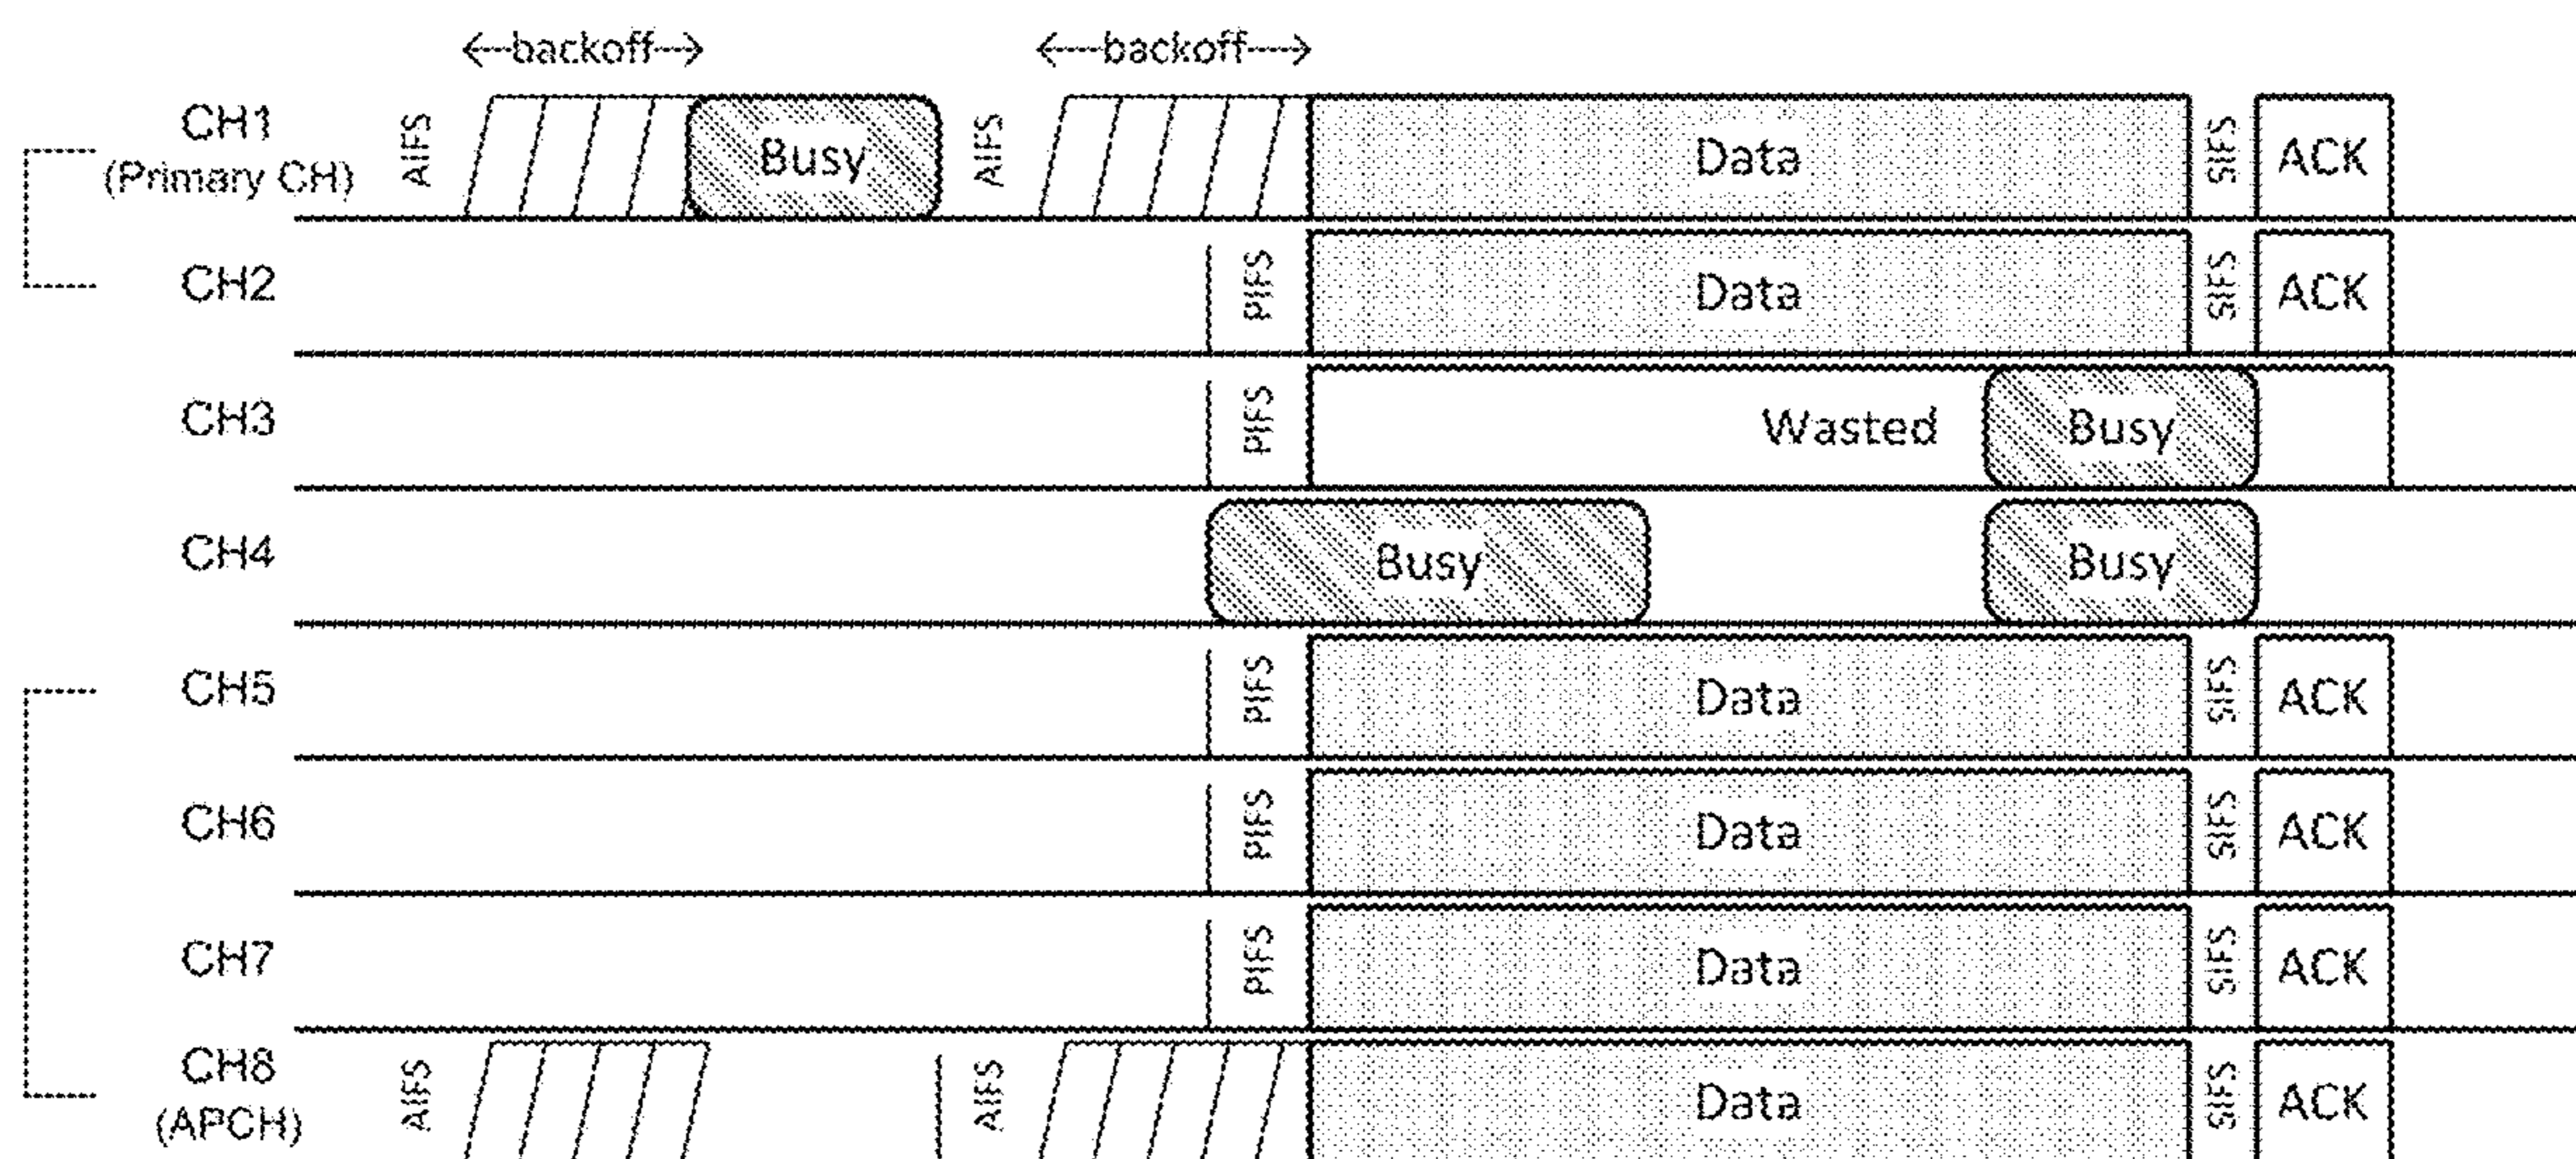 backoff backoff
CH1 (Primary CH) AIFS Busy AIFS Data SIFS ACK
CH2 PIFS Data SIFS ACK
CH3 PIFS Wasted Busy
CH4 Busy Busy
CH5 PIFS Data SIFS ACK
CH6 PIFS Data SIFS ACK
CH7 PIFS Data SIFS ACK
CH8 (APCH) AIFS AIFS Data SIFS ACK